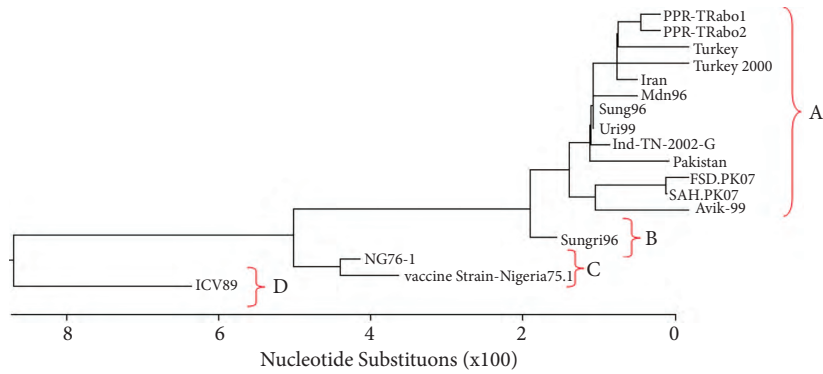 PPR-TRabo1
PPR-TRabo2
Turkey
Turkey 2000
Iran
Mdn96
A
Sung96
Uri99
Ind-TN-2002-G
Pakistan
FSD.PK07
SAH.PK07
Avik-99
Sungri96
B
NG76-1
C
vaccine Strain-Nigeria75.1
ICV89
D
8 6 4 2 0
Nucleotide Substituons (x100)